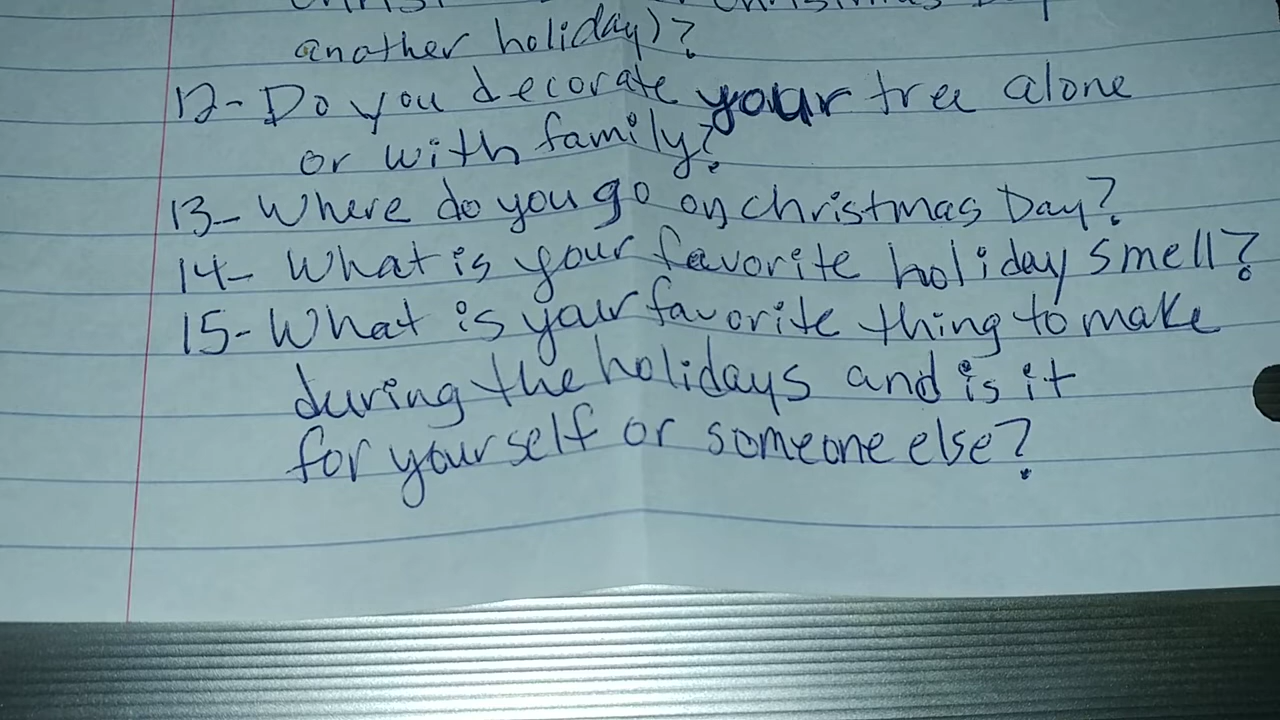 another holiday)?
12- Do you decorate your tree alone
or with family?
13- Where do you go on christmas Day?
14- What is your favorite holiday smell?
15- What is your favorite thing to make
during the holidays and is it
for yourself or someone else?